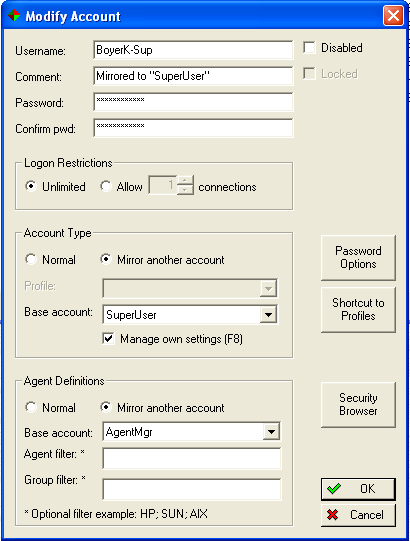 Modify Account
Username: BoyerK-Sup
Disabled
Comment: Mirrored to "SuperUser"
Locked
Password: ************
Confirm pwd: ************
Logon Restrictions
Unlimited Allow 1 connections
Account Type
Normal Mirror another account
Profile:
Base account: SuperUser
Manage own settings (F8)
Password
Options
Shortcut to
Profiles
Agent Definitions
Normal Mirror another account
Base account: AgentMgr
Agent filter: *
Group filter: *
* Optional filter example: HP; SUN; AIX
Security
Browser
OK
Cancel